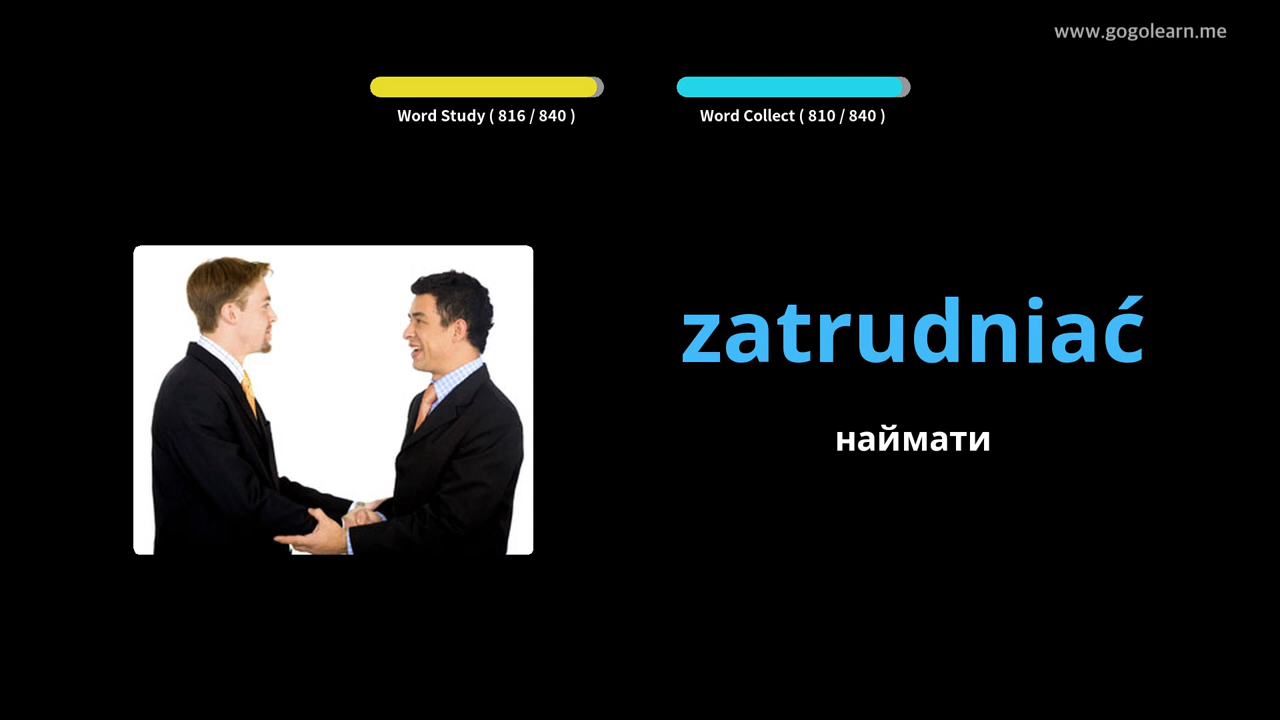 www.gogolearn.me
Word Study ( 816 / 840 )
Word Collect ( 810 / 840 )
zatrudniać
наймати